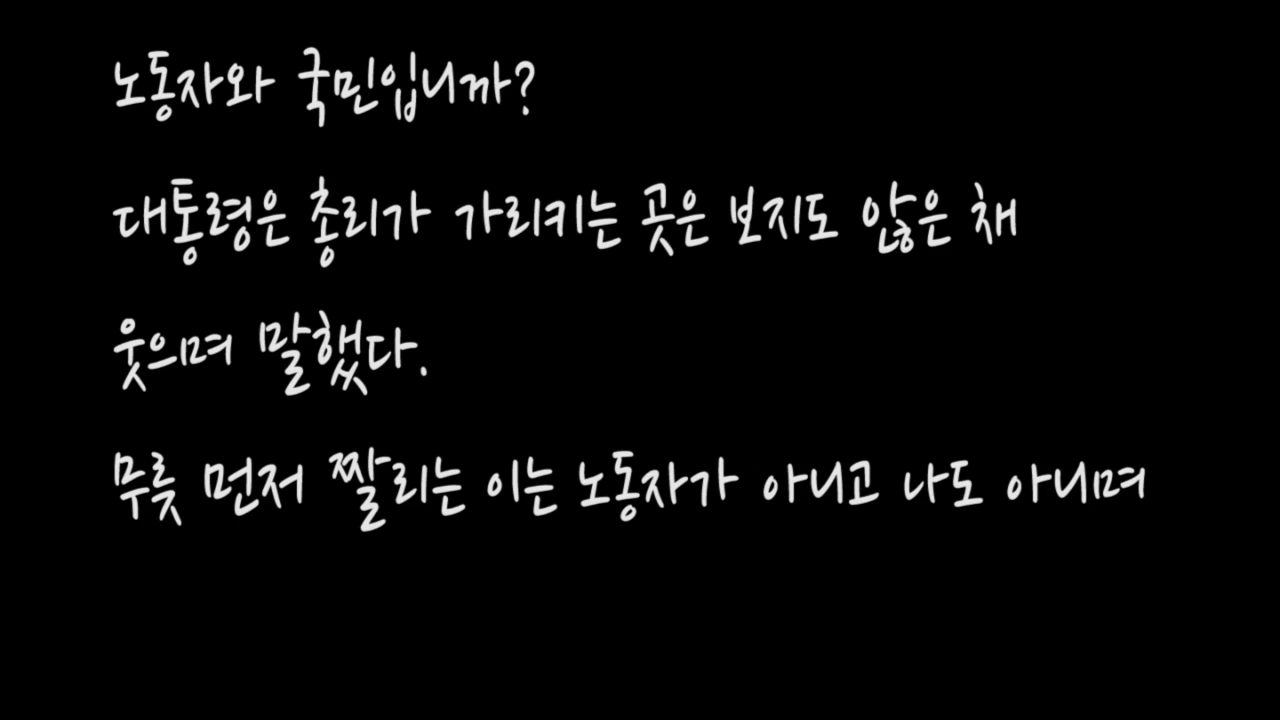 노동자와 국민입니까?
대통령은 총리가 가리키는 곳은 보지도 않은 채
웃으며 말했다.
무릇 먼저 짤리는 이는 노동자가 아니고 나도 아니며